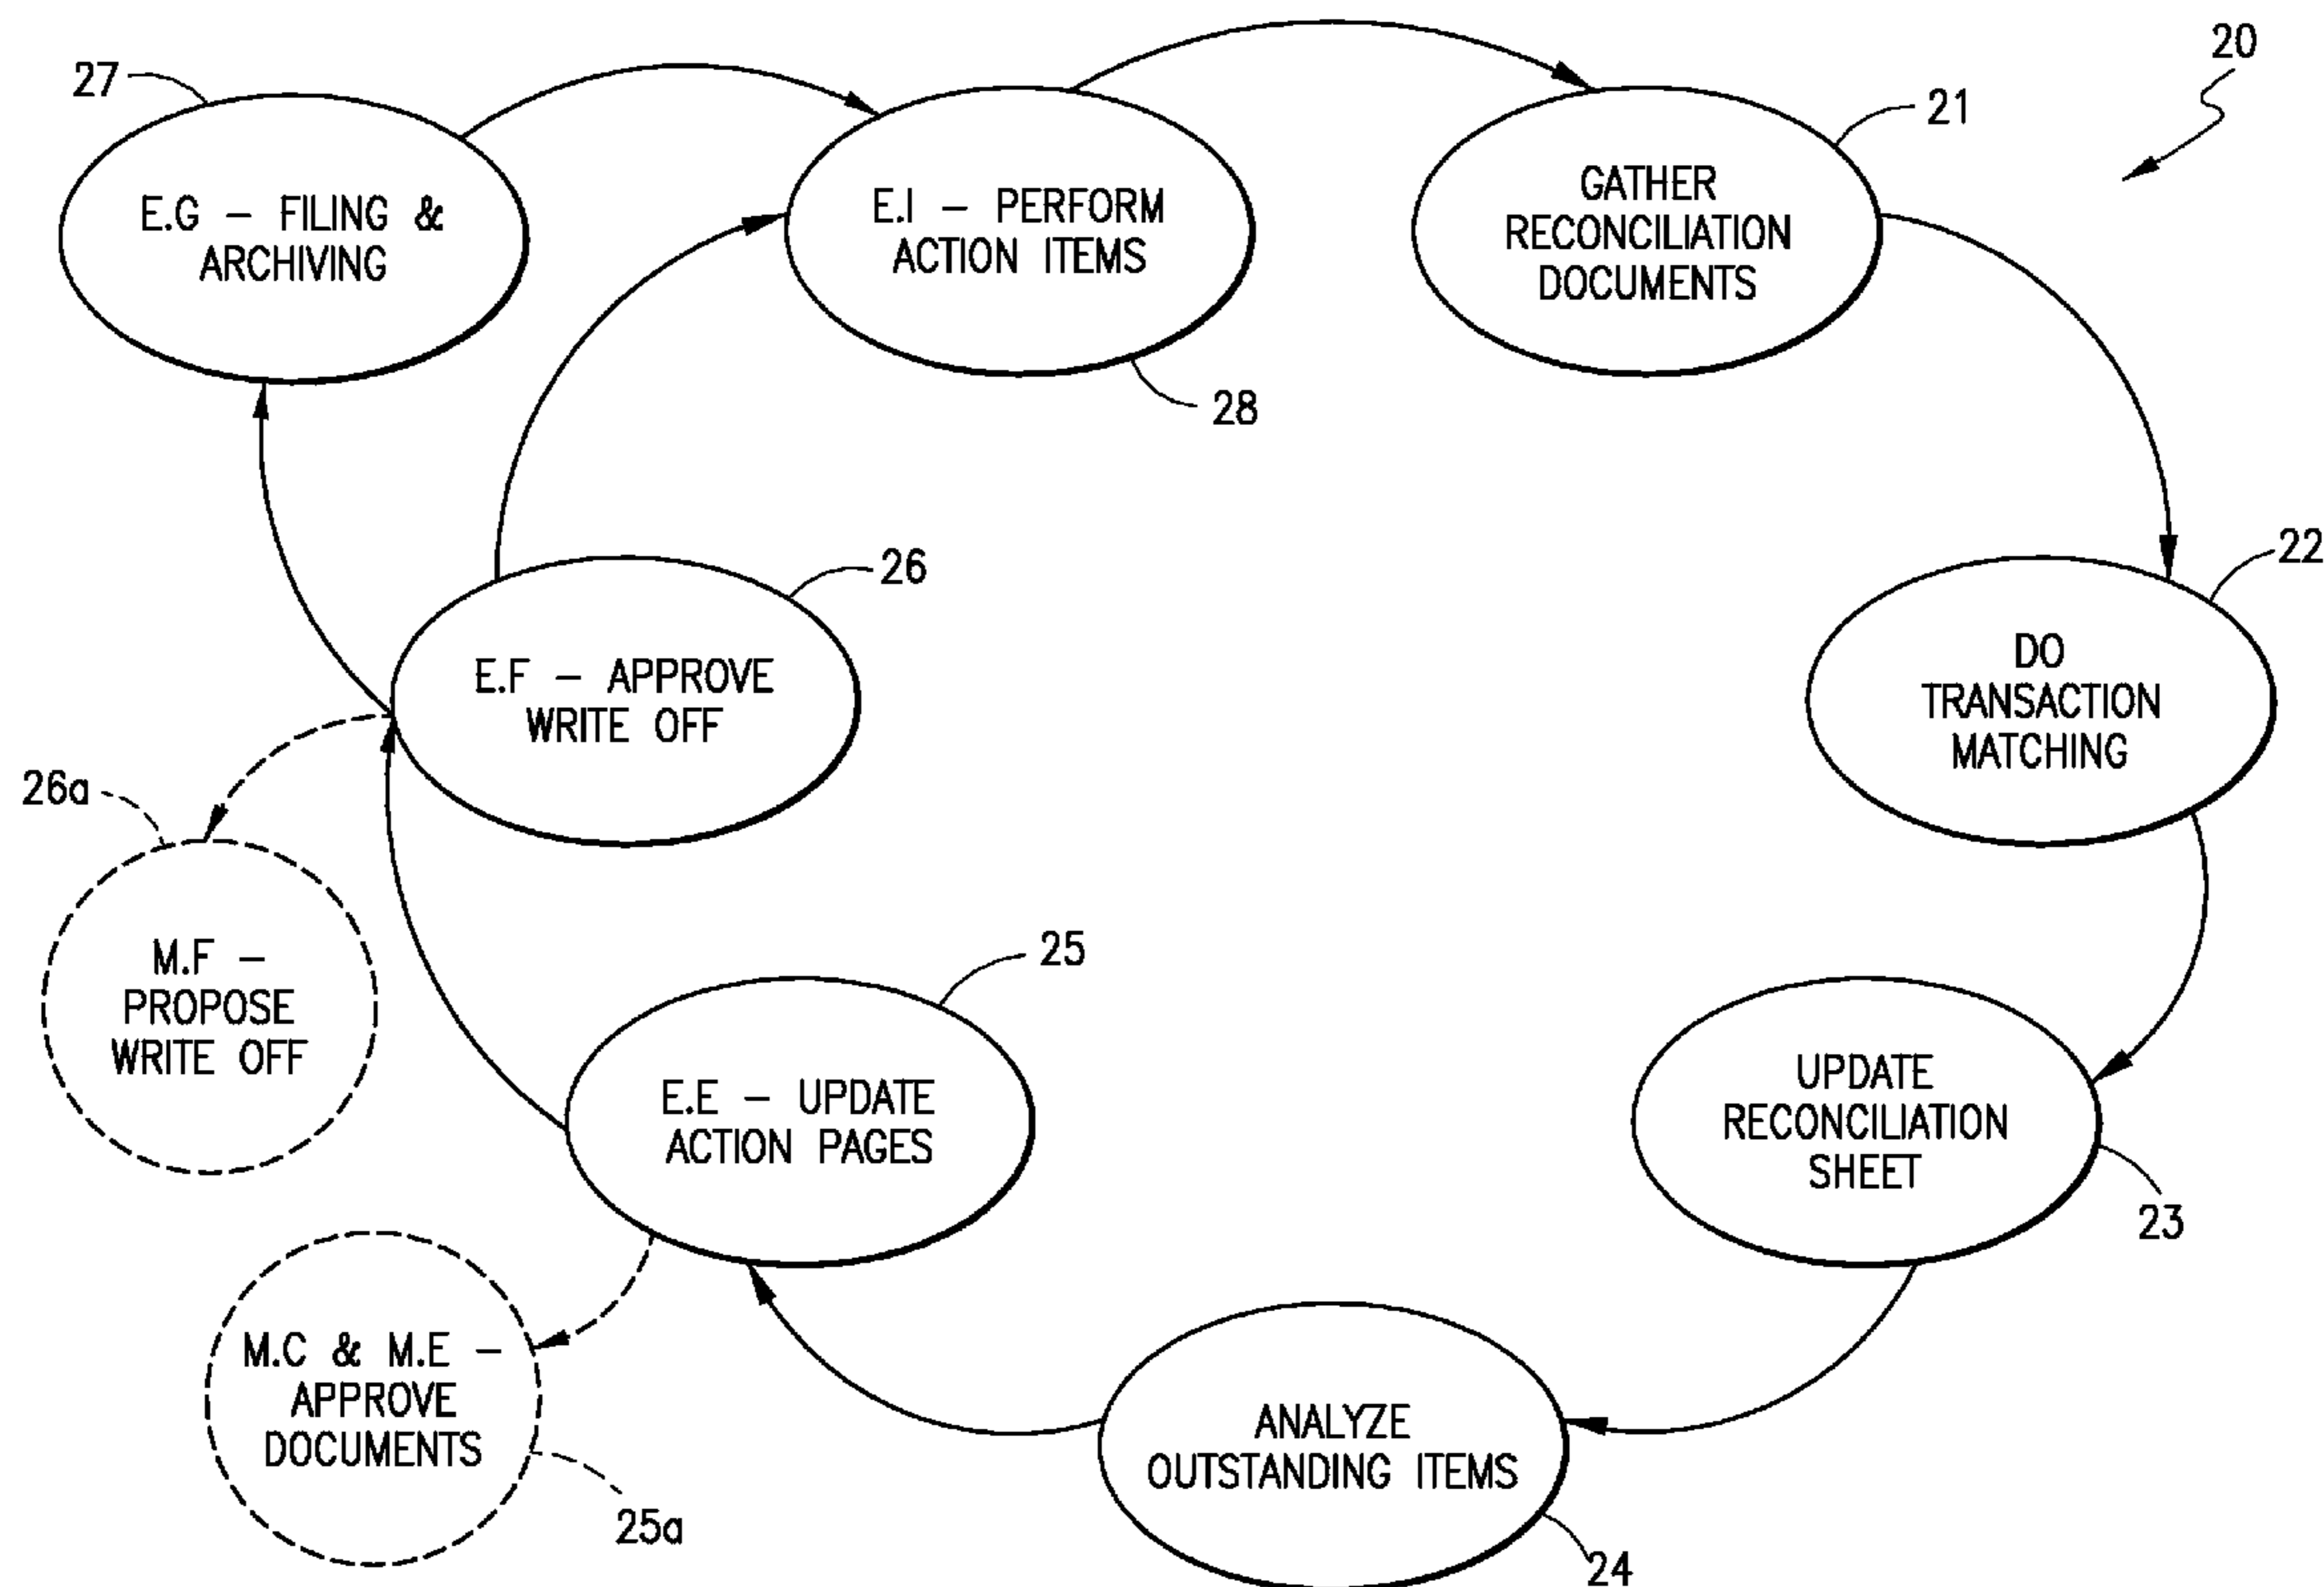 20
27
E.G – FILING &
ARCHIVING
E.I – PERFORM
ACTION ITEMS
28
21
GATHER
RECONCILIATION
DOCUMENTS
22
DO
TRANSACTION
MATCHING
26
E.F – APPROVE
WRITE OFF
26a
M.F –
PROPOSE
WRITE OFF
25
E.E – UPDATE
ACTION PAGES
UPDATE
RECONCILIATION
SHEET
23
M.C & M.E –
APPROVE
DOCUMENTS
25a
ANALYZE
OUTSTANDING ITEMS
24